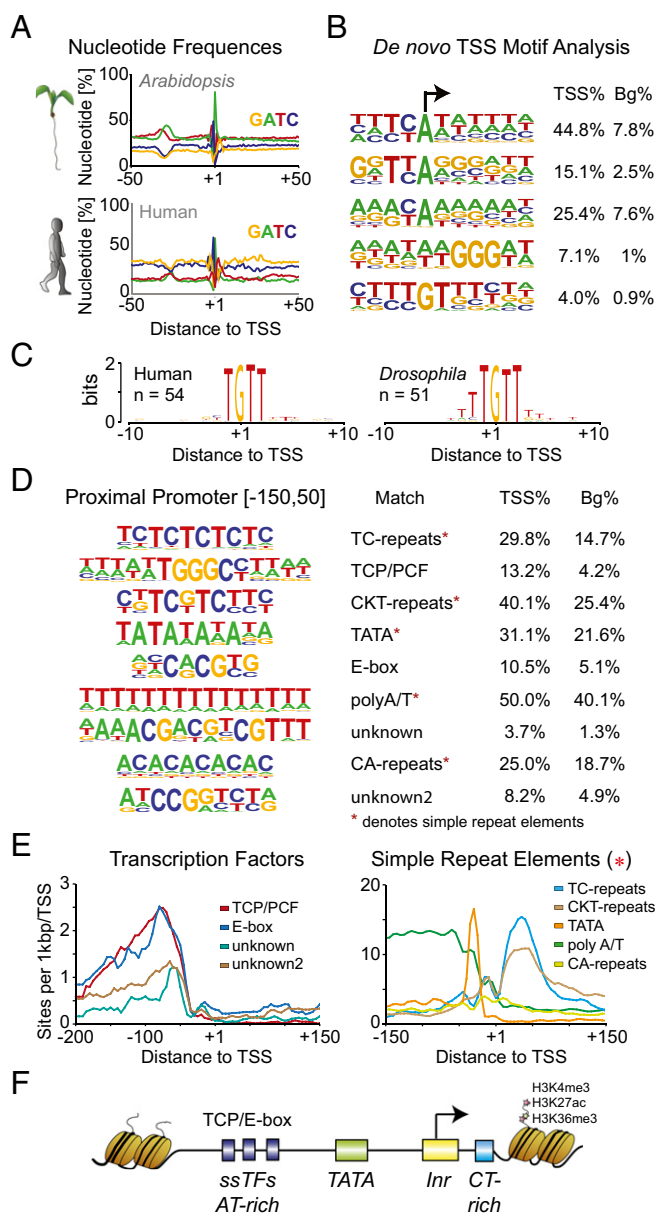 A
Nucleotide Frequences
Nucleotide [%]
100
50
0
Arabidopsis
GATC
-50
+1
+50
Nucleotide [%]
100
50
0
Human
GATC
-50
+1
+50
Distance to TSS
B
De novo TSS Motif Analysis
TSS% Bg%
44.8% 7.8%
15.1% 2.5%
25.4% 7.6%
7.1% 1%
4.0% 0.9%
C
bits
2
0
Human
n = 54
TGTT
-10
+1
+10
Distance to TSS
Drosophila
n = 51
TTGTT
-10
+1
+10
Distance to TSS
D
Proximal Promoter [-150,50]
Match TSS% Bg%
TCTCTCTCTC
TC-repeats* 29.8% 14.7%
TCP/PCF 13.2% 4.2%
CKT-repeats* 40.1% 25.4%
TATA* 31.1% 21.6%
E-box 10.5% 5.1%
polyA/T* 50.0% 40.1%
unknown 3.7% 1.3%
ACACACACAC
CA-repeats* 25.0% 18.7%
unknown2 8.2% 4.9%
* denotes simple repeat elements
E
Transcription Factors
Sites per 1kbp/TSS
3
2
1
0
TCP/PCF
E-box
unknown
unknown2
-200
-100
+1
+150
Distance to TSS
Simple Repeat Elements (*)
20
10
0
TC-repeats
CKT-repeats
TATA
poly A/T
CA-repeats
-150
+1
+150
Distance to TSS
F
TCP/E-box
H3K4me3
H3K27ac
H3K36me3
ssTFs
AT-rich
TATA
Inr
CT-
rich